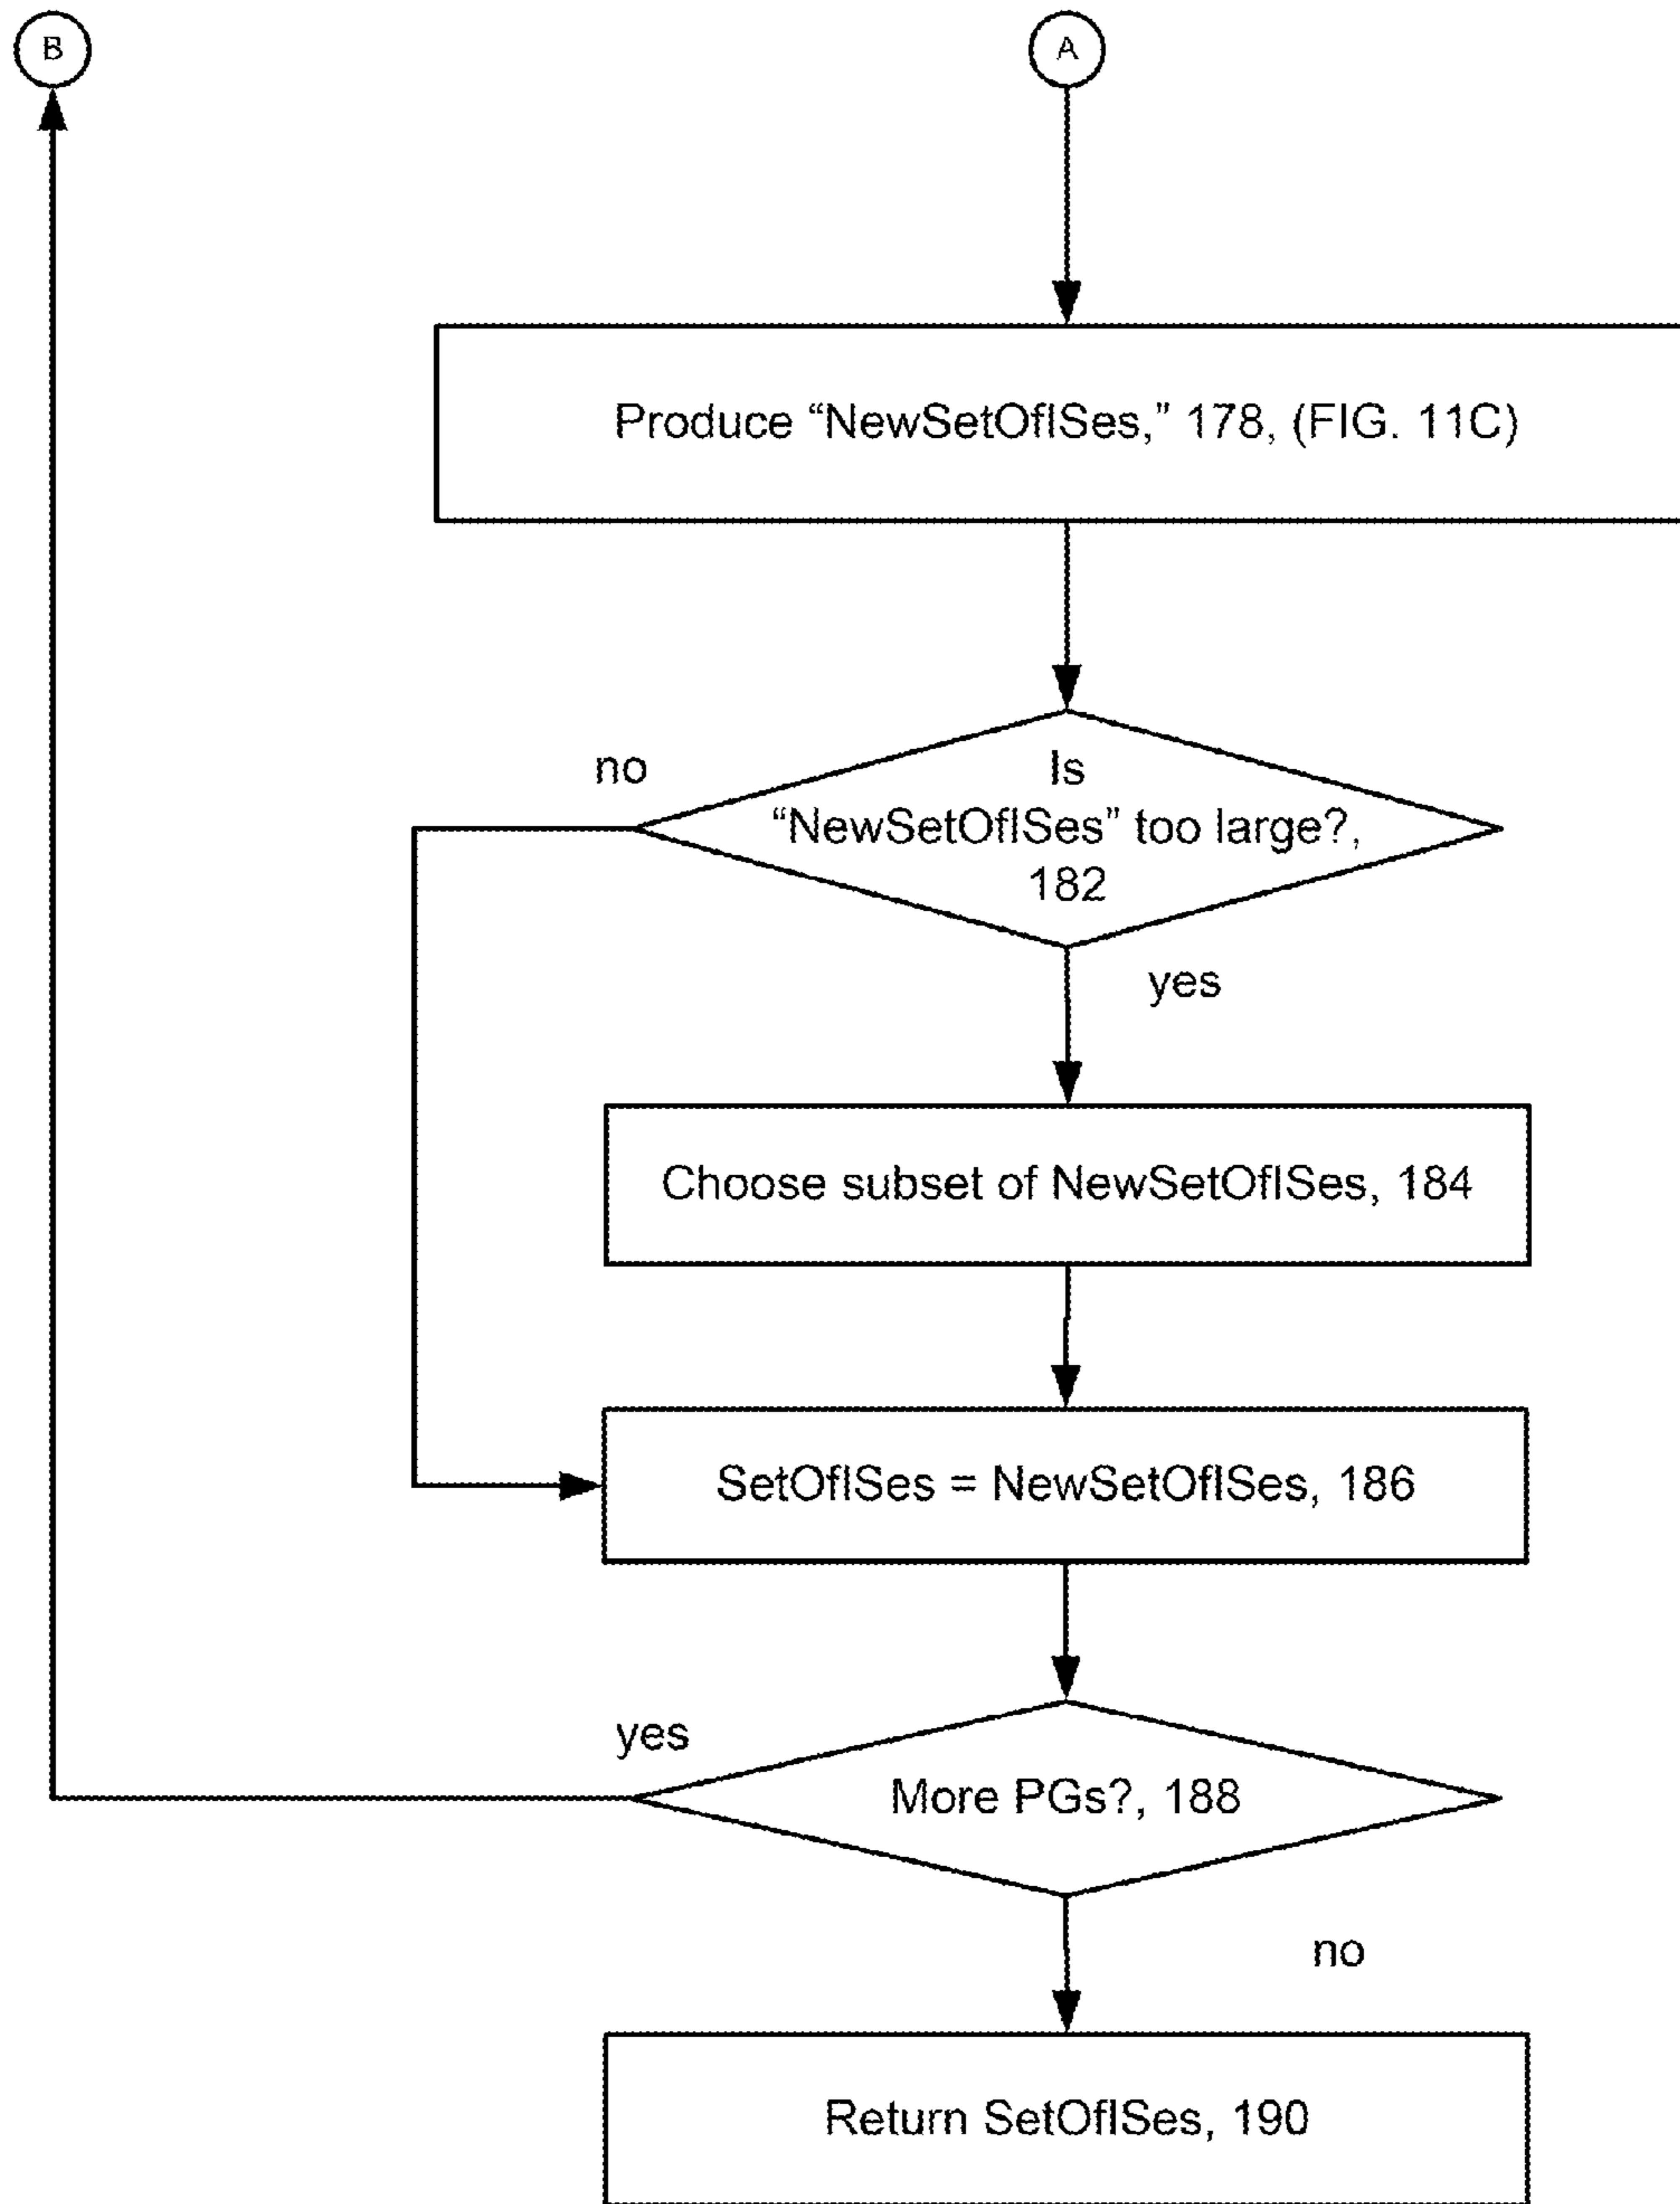 B
A
Produce “NewSetOfISes,” 178, (FIG. 11C)
no
Is
“NewSetOfISes” too large?,
182
yes
Choose subset of NewSetOfISes, 184
SetOfISes = NewSetOfISes, 186
yes
More PGs?, 188
no
Return SetOfISes, 190